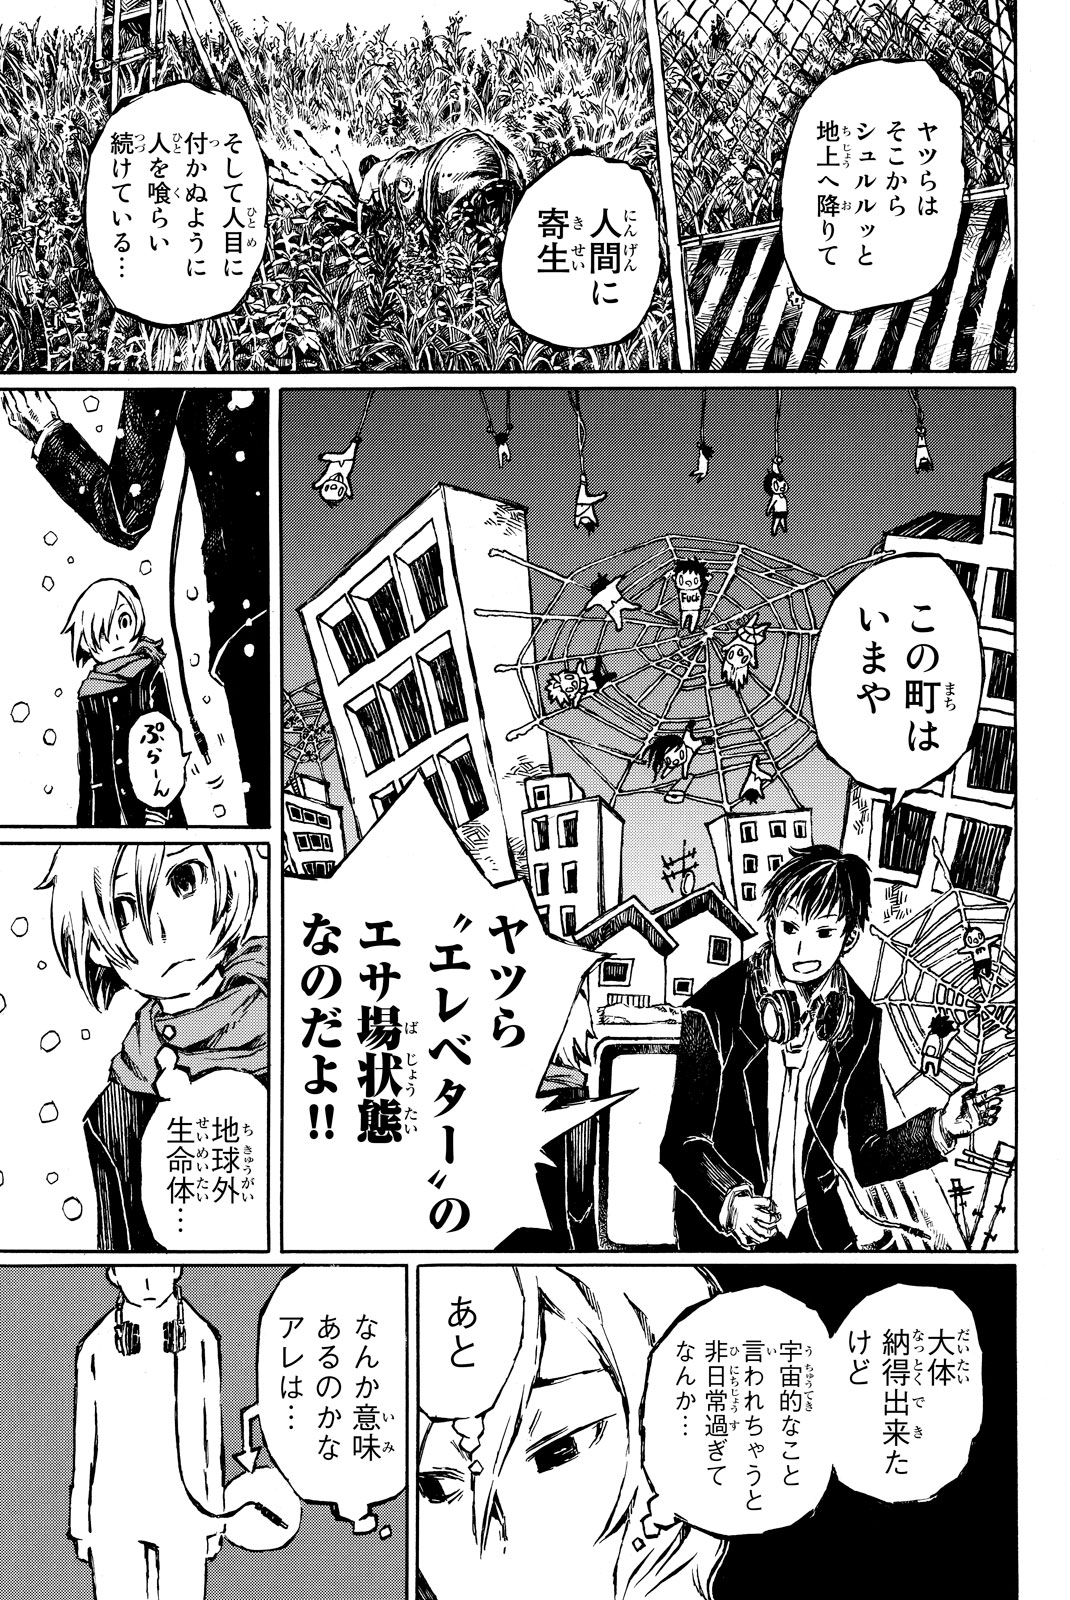 ヤツらは
そこから
シュルルッと
地上へ降りて
人間に
寄生
そして人目に
付かぬように
人を喰らい
続けている…
この町は
いまや
Fuck
ヤツら
〝エレベター〟の
エサ場状態
なのだよ!!
ぷらーん
地球外
生命体…
大体
納得出来た
けど
宇宙的なこと
言われちゃうと
非日常過ぎて
なんか…
あと
なんか意味
あるのかな
アレは…